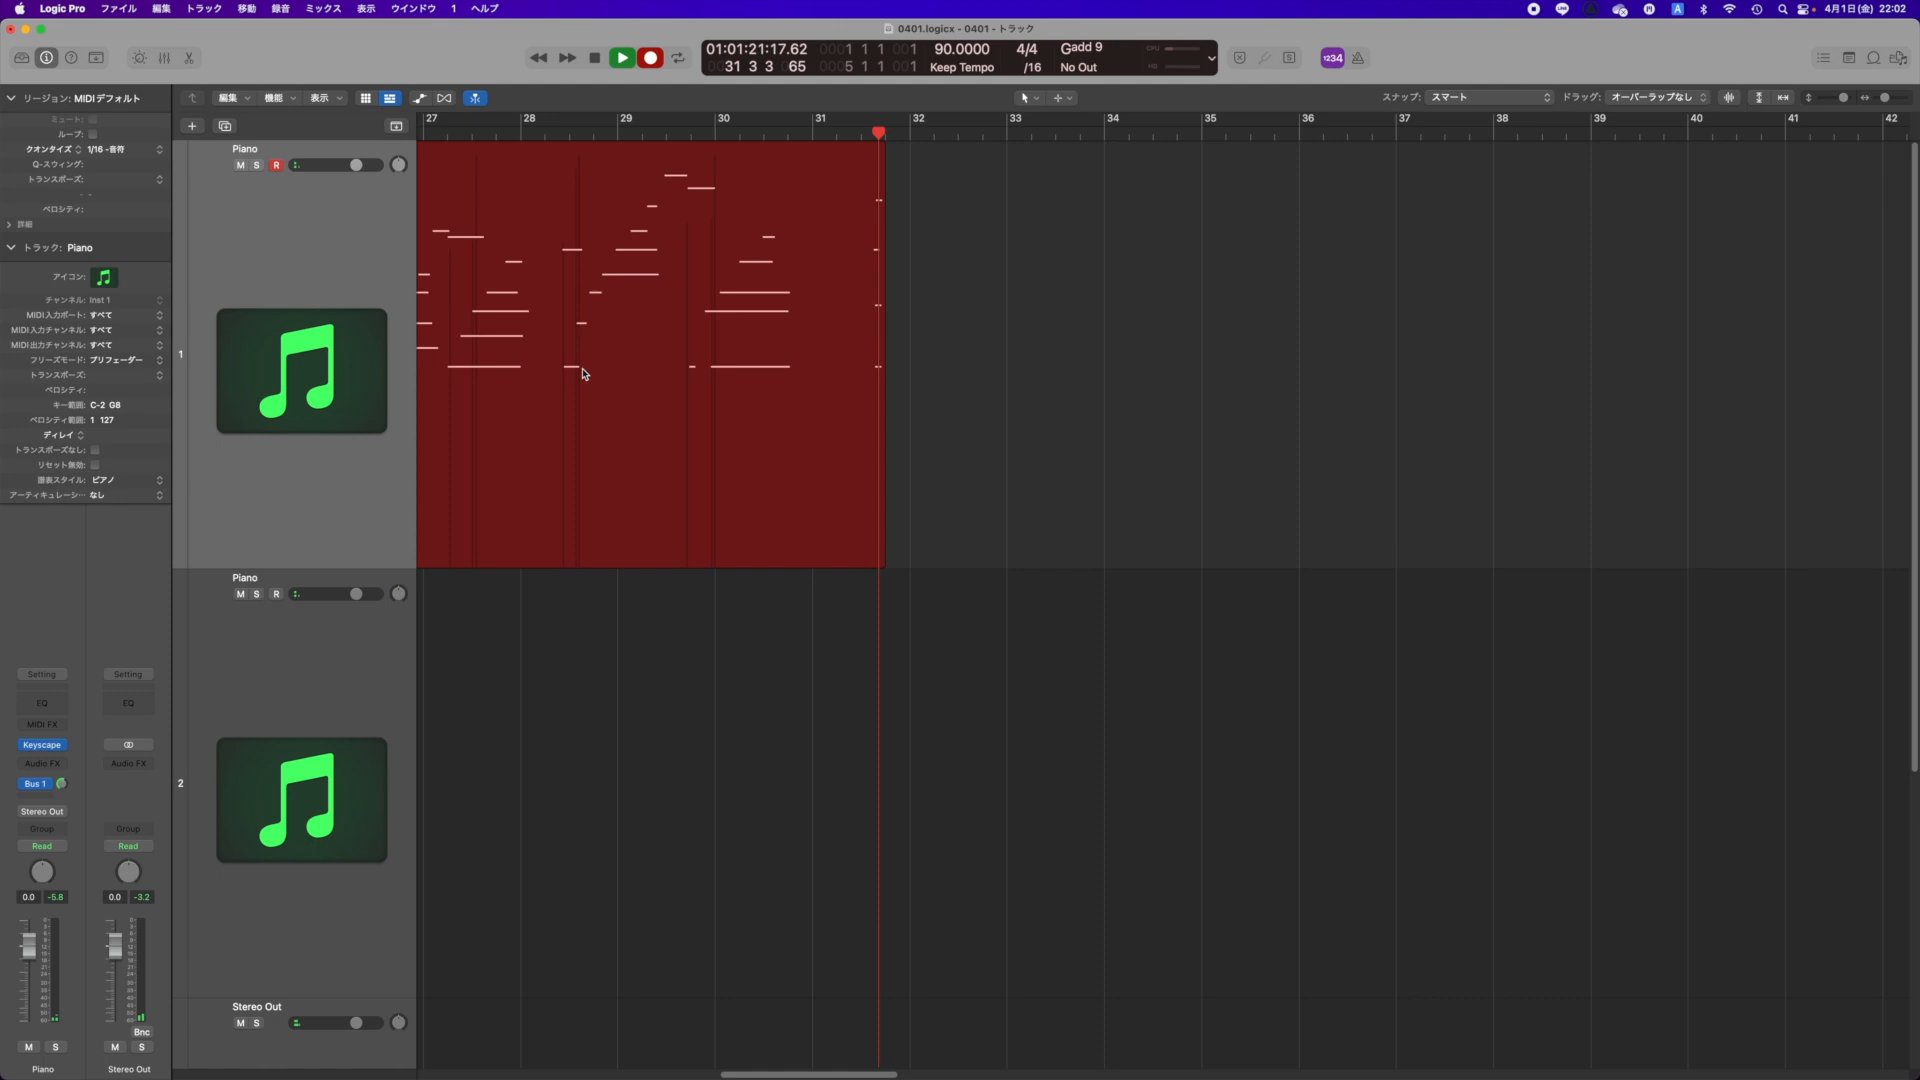 Logic Pro ファイル 編集 トラック 移動 録音 ミックス 表示 ウインドウ 1 ヘルプ
A 4月1日(金) 22:02
0401.logicx - 0401 - トラック
01:01:21:17.62 0001 1 1 001 90.0000 4/4 Gadd 9 CPU
31 3 3 65 0005 1 1 001 Keep Tempo /16 No Out HD
S 1234
リージョン: MIDIデフォルト
編集 機能 表示
スナップ: スマート ドラッグ: オーバーラップなし
ミュート:
ループ:
クオンタイズ 1/16 -音符
Q-スウィング:
トランスポーズ:
- -
ベロシティ:
詳細
トラック: Piano
アイコン:
チャンネル: Inst 1
MIDI入力ポート: すべて
MIDI入力チャンネル: すべて
MIDI出力チャンネル: すべて
フリーズモード: プリフェーダー
トランスポーズ:
ベロシティ:
キー範囲: C-2 G8
ベロシティ範囲: 1 127
ディレイ
トランスポーズなし:
リセット無効:
譜表スタイル: ピアノ
アーティキュレーシ… なし
27 28 29 30 31 32 33 34 35 36 37 38 39 40 41 42
Piano
M S R
1
Piano
M S R
2
Stereo Out
M S
Setting Setting
EQ EQ
MIDI FX
Keyscape
Audio FX Audio FX
Bus 1
Stereo Out
Group Group
Read Read
0.0 -5.8 0.0 -3.2
Bnc
M S M S
Piano Stereo Out